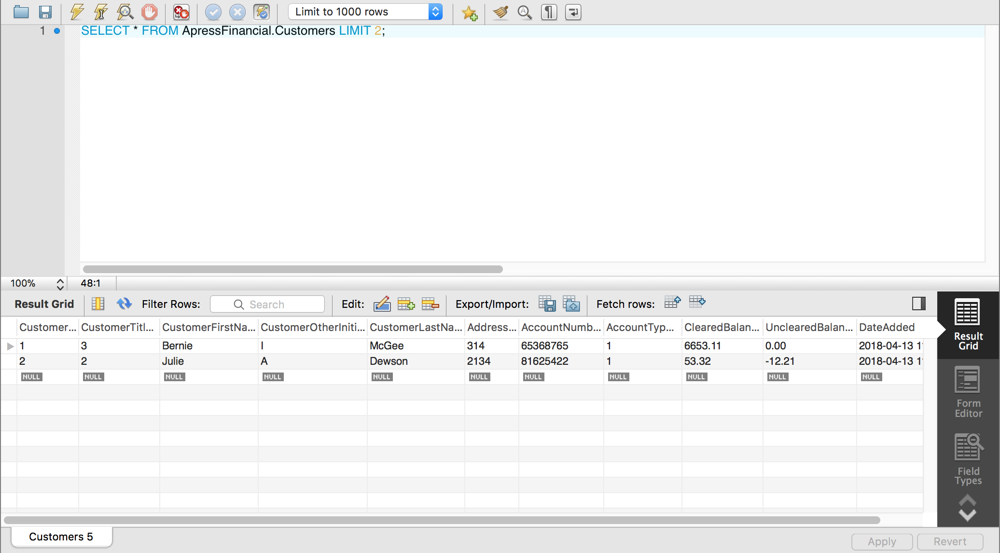 Limit to 1000 rows
1 SELECT * FROM ApressFinancial.Customers LIMIT 2;
100% 48:1
Result Grid Filter Rows: Search Edit: Export/Import: Fetch rows:
Customer... CustomerTitl... CustomerFirstNa... CustomerOtherIniti... CustomerLastNa... Address... AccountNumb... AccountTyp... ClearedBalan... UnclearedBalan... DateAdded
1 3 Bernie I McGee 314 65368765 1 6653.11 0.00 2018-04-13 1
2 2 Julie A Dewson 2134 81625422 1 53.32 -12.21 2018-04-13 1
NULL NULL NULL NULL NULL NULL NULL NULL NULL NULL NULL
Result
Grid
Form
Editor
Field
Types
Customers 5
Apply Revert